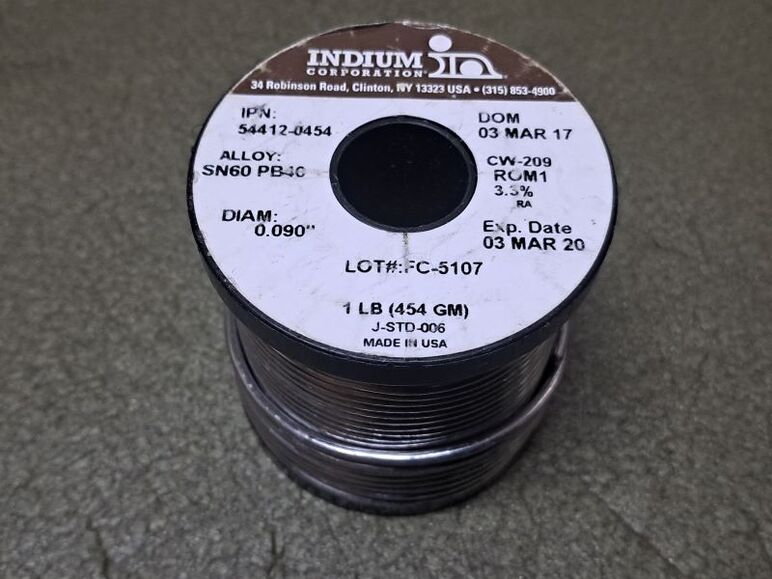 INDIUM
CORPORATION
34 Robinson Road, Clinton, NY 13323 USA • (315) 853-4900
IPN:
54412-0454
DOM
03 MAR 17
ALLOY:
SN60 PB40
CW-209
ROM1
3.3%
RA
DIAM:
0.090"
Exp. Date
03 MAR 20
LOT#:FC-5107
1 LB (454 GM)
J-STD-006
MADE IN USA